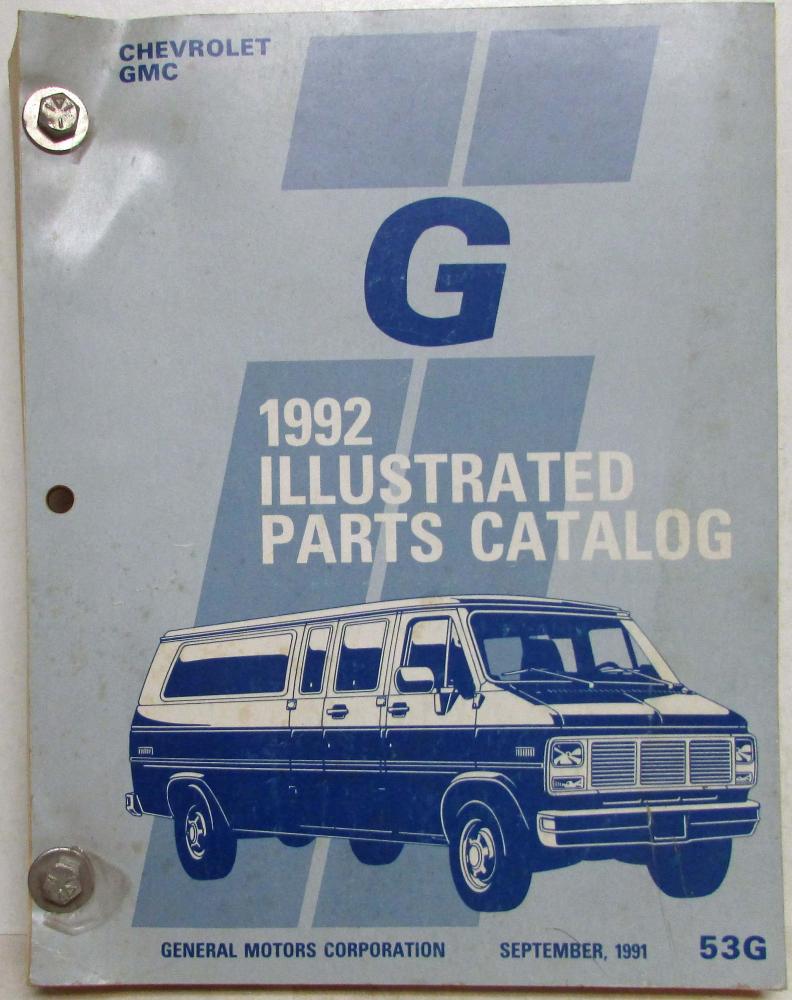 CHEVROLET
GMC
G
1992
ILLUSTRATED
PARTS CATALOG
GENERAL MOTORS CORPORATION SEPTEMBER, 1991 53G